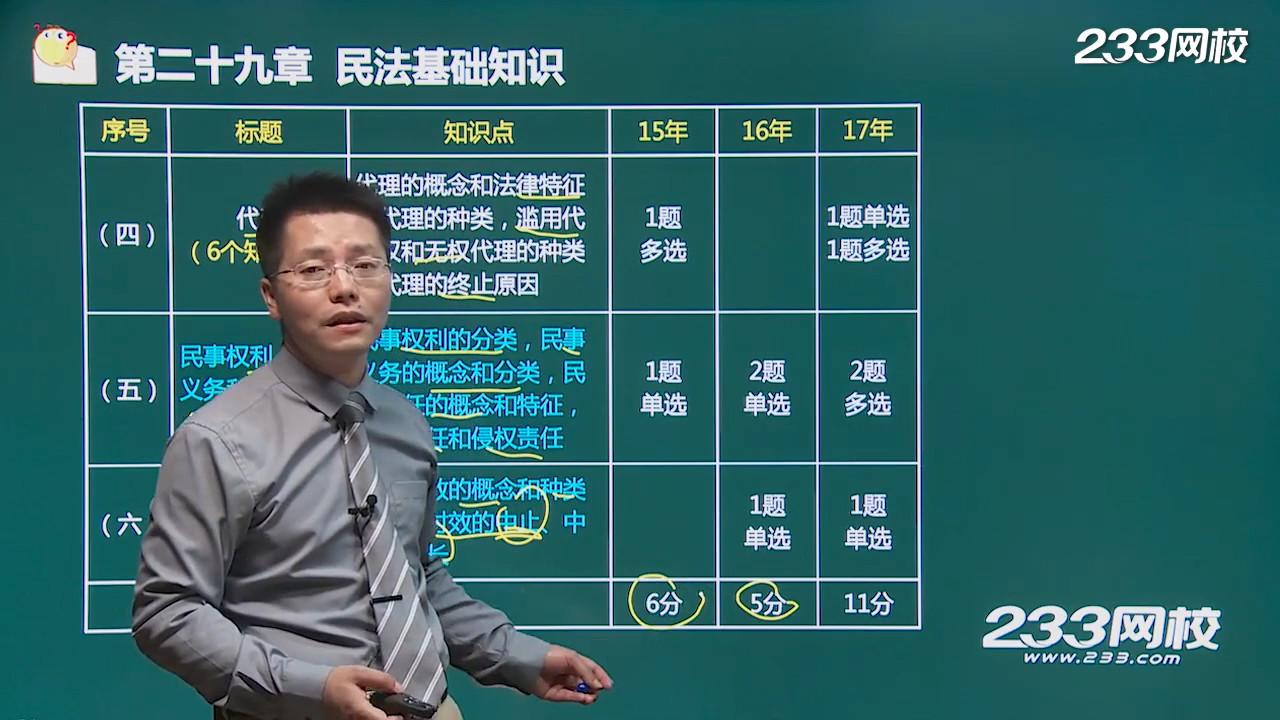 第二十九章 民法基础知识
233网校
序号 标题 知识点 15年 16年 17年
(四)
代
(6个知
代理的概念和法律特征
代理的种类，滥用代
权和无权代理的种类
代理的终止原因
1题
多选
1题单选
1题多选
(五)
民事权利
义务
事权利的分类，民事
义务的概念和分类，民
任的概念和特征，
任和侵权责任
1题
单选
2题
单选
2题
多选
(六
效的概念和种类
时效的中止、中
1题
单选
1题
单选
6分 5分 11分
233网校
www.233.com